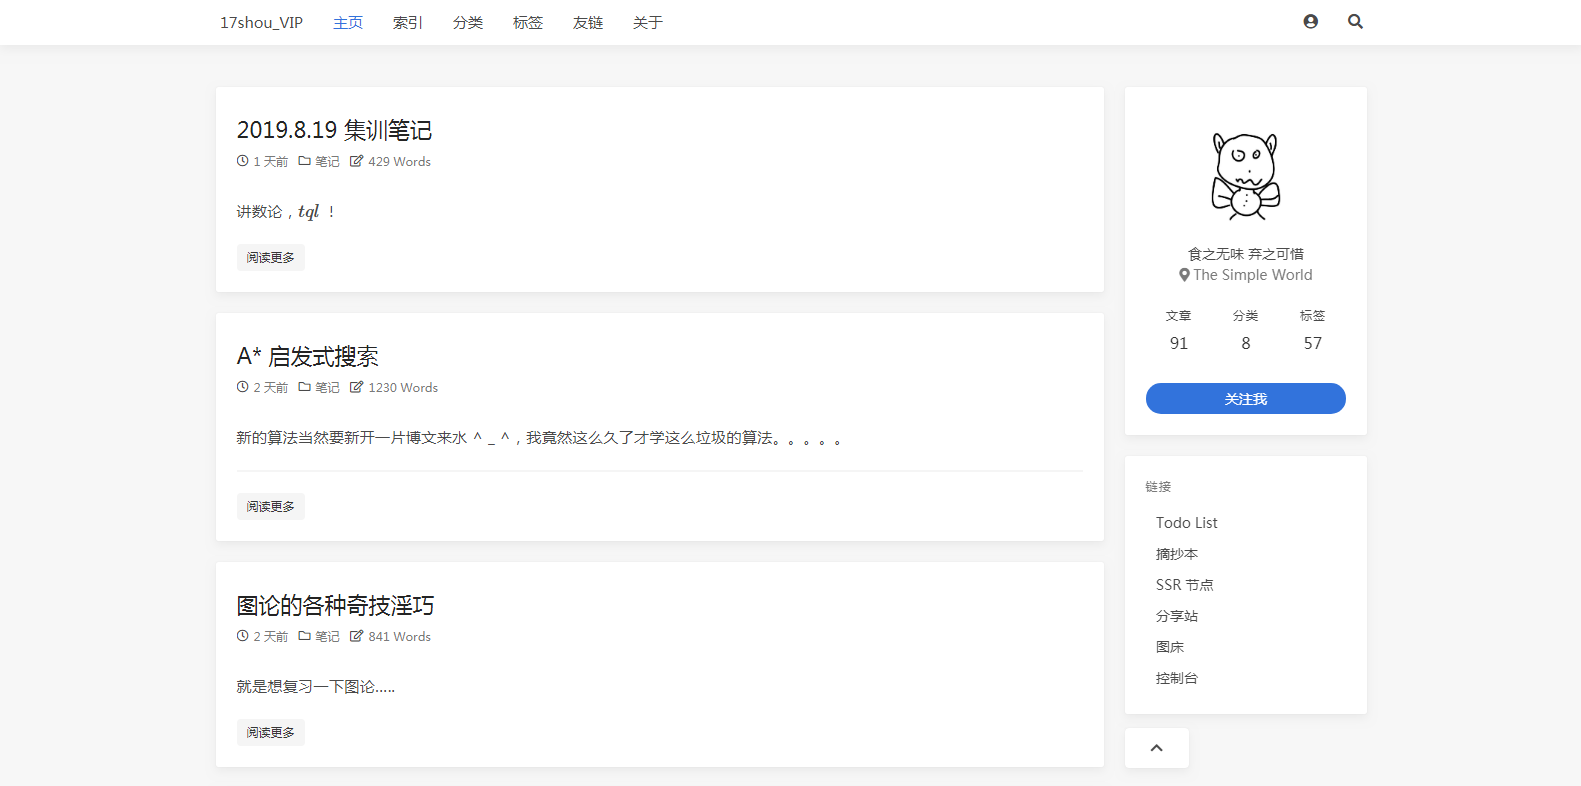 17shou_VIP 主页 索引 分类 标签 友链 关于
2019.8.19 集训笔记
1 天前 笔记 429 Words
讲数论，tql ！
阅读更多
A* 启发式搜索
2 天前 笔记 1230 Words
新的算法当然要新开一片博文来水 ^ _ ^，我竟然这么久了才学这么垃圾的算法。。。。。
阅读更多
图论的各种奇技淫巧
2 天前 笔记 841 Words
就是想复习一下图论.....
阅读更多
食之无味 弃之可惜
The Simple World
文章 分类 标签
91 8 57
关注我
链接
Todo List
摘抄本
SSR 节点
分享站
图床
控制台